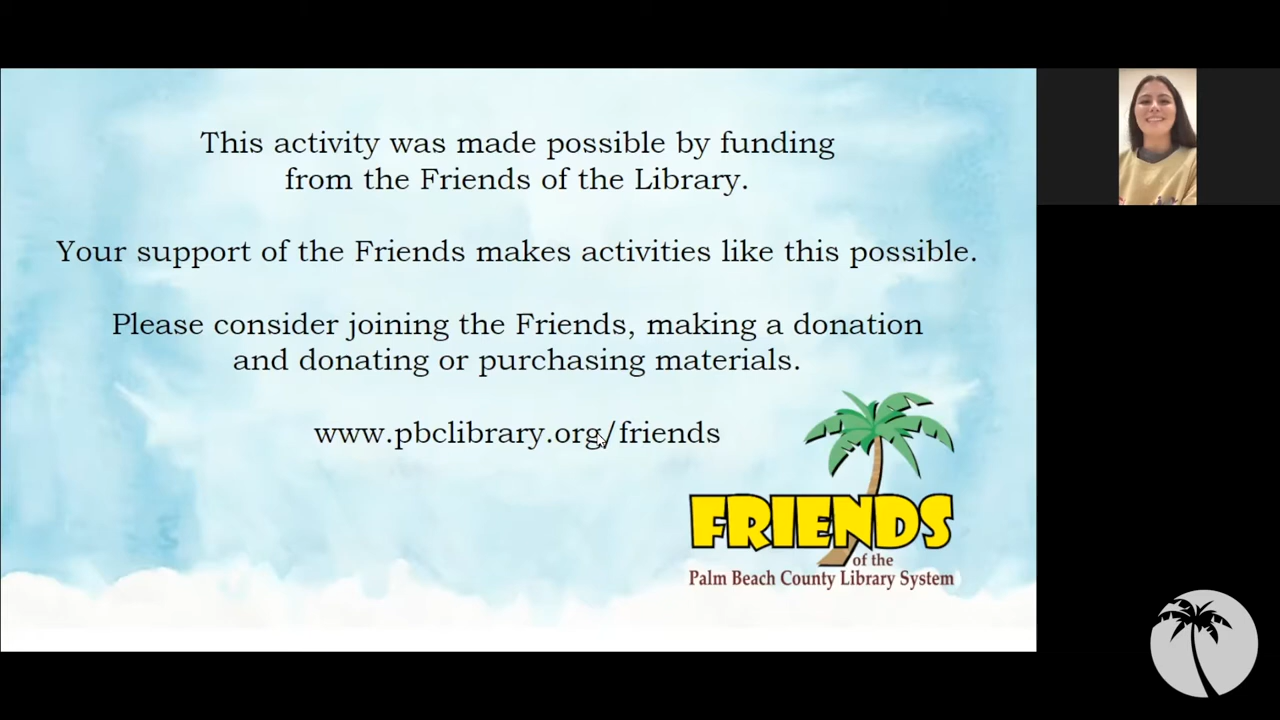 This activity was made possible by funding
from the Friends of the Library.
Your support of the Friends makes activities like this possible.
Please consider joining the Friends, making a donation
and donating or purchasing materials.
www.pbclibrary.org/friends
FRIENDS
of the
Palm Beach County Library System